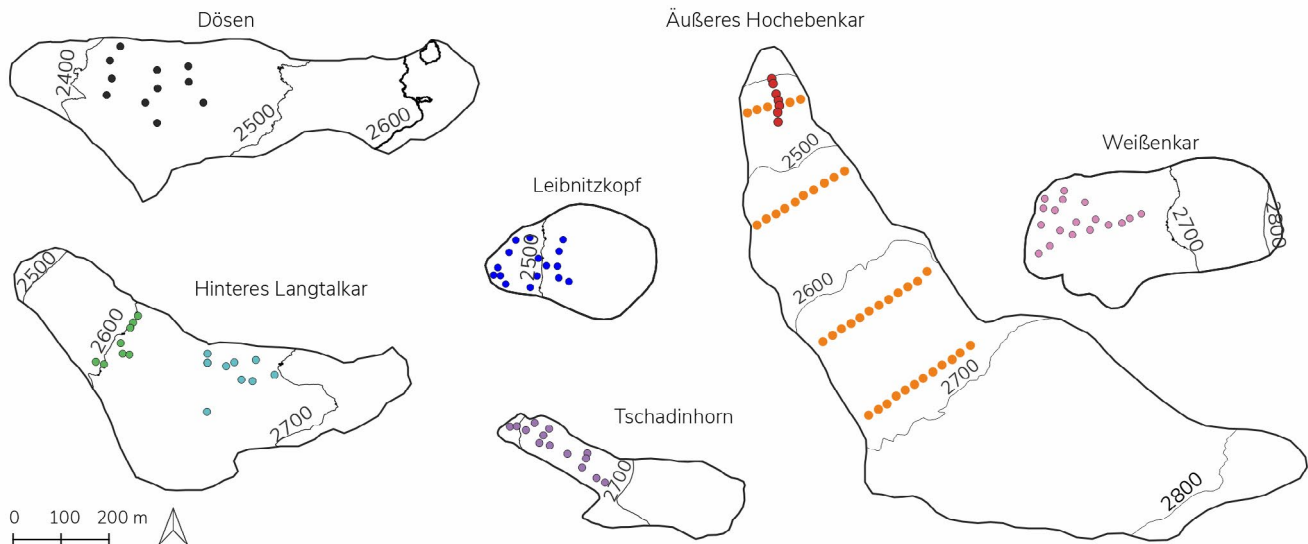 Dösen
Äußeres Hochebenkar
2400
2500
2600
2500
Weißenkar
Leibnitzkopf
2500
2700
2800
2500
Hinteres Langtalkar
2600
2600
2700
2700
Tschadinhorn
2700
2800
0 100 200 m